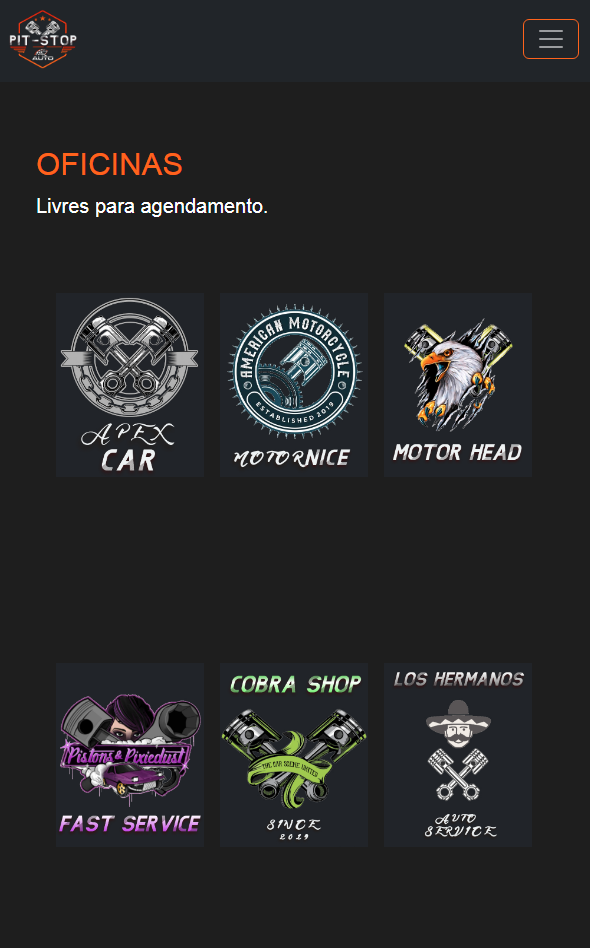 PIT-STOP
AUTO
OFICINAS
Livres para agendamento.
APEX
CAR
AMERICAN MOTORCYCLE
ESTABLISHED 2019
MOTORNICE
MOTOR HEAD
Pistons & Pixiedust
FAST SERVICE
COBRA SHOP
THE CAR SCENE UNITED
SINCE
2019
LOS HERMANOS
AUTO
SERVICE